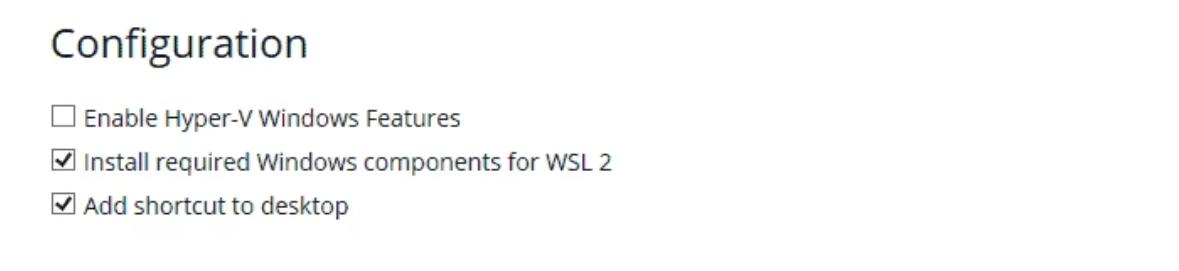 Configuration
Enable Hyper-V Windows Features
Install required Windows components for WSL 2
Add shortcut to desktop